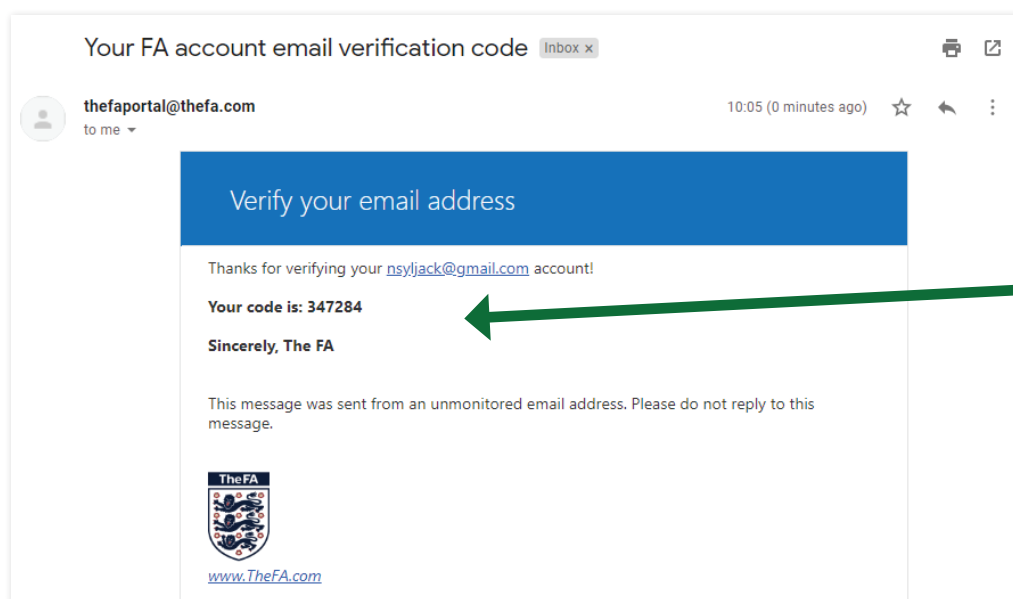 Your FA account email verification code Inbox x
thefaportal@thefa.com 10:05 (0 minutes ago)
to me
Verify your email address
Thanks for verifying your nsyljack@gmail.com account!
Your code is: 347284
Sincerely, The FA
This message was sent from an unmonitored email address. Please do not reply to this
message.
The FA
www.TheFA.com